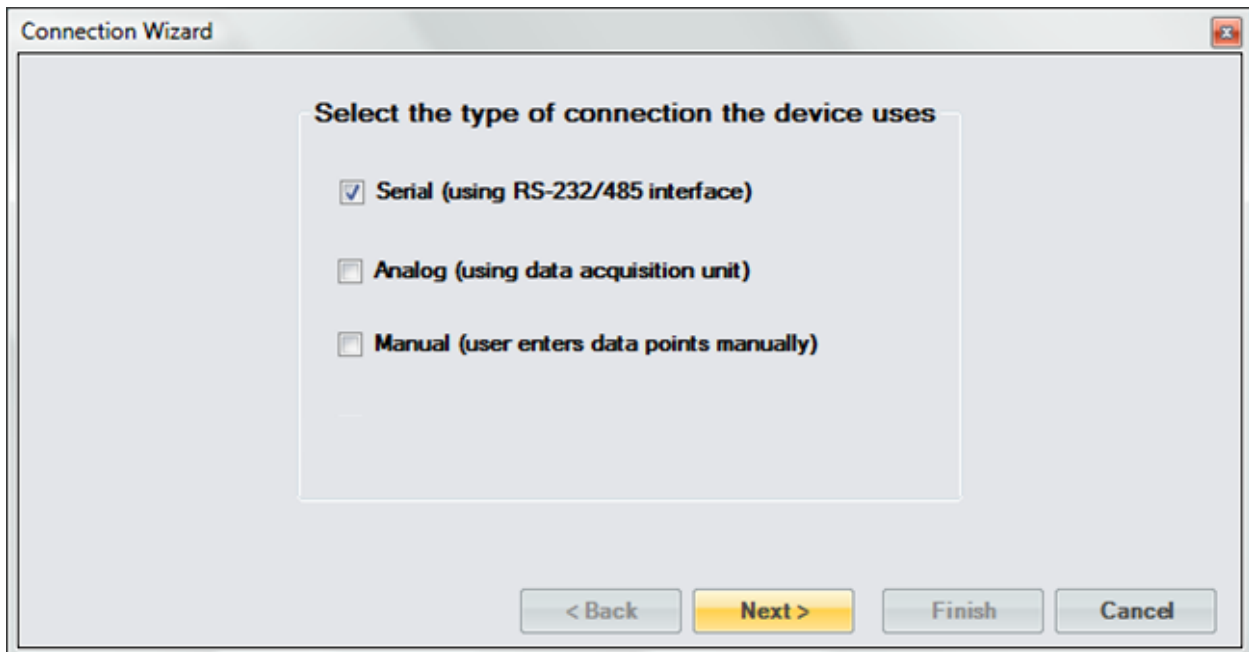 Connection Wizard
Select the type of connection the device uses
Serial (using RS-232/485 interface)
Analog (using data acquisition unit)
Manual (user enters data points manually)
< Back Next > Finish Cancel